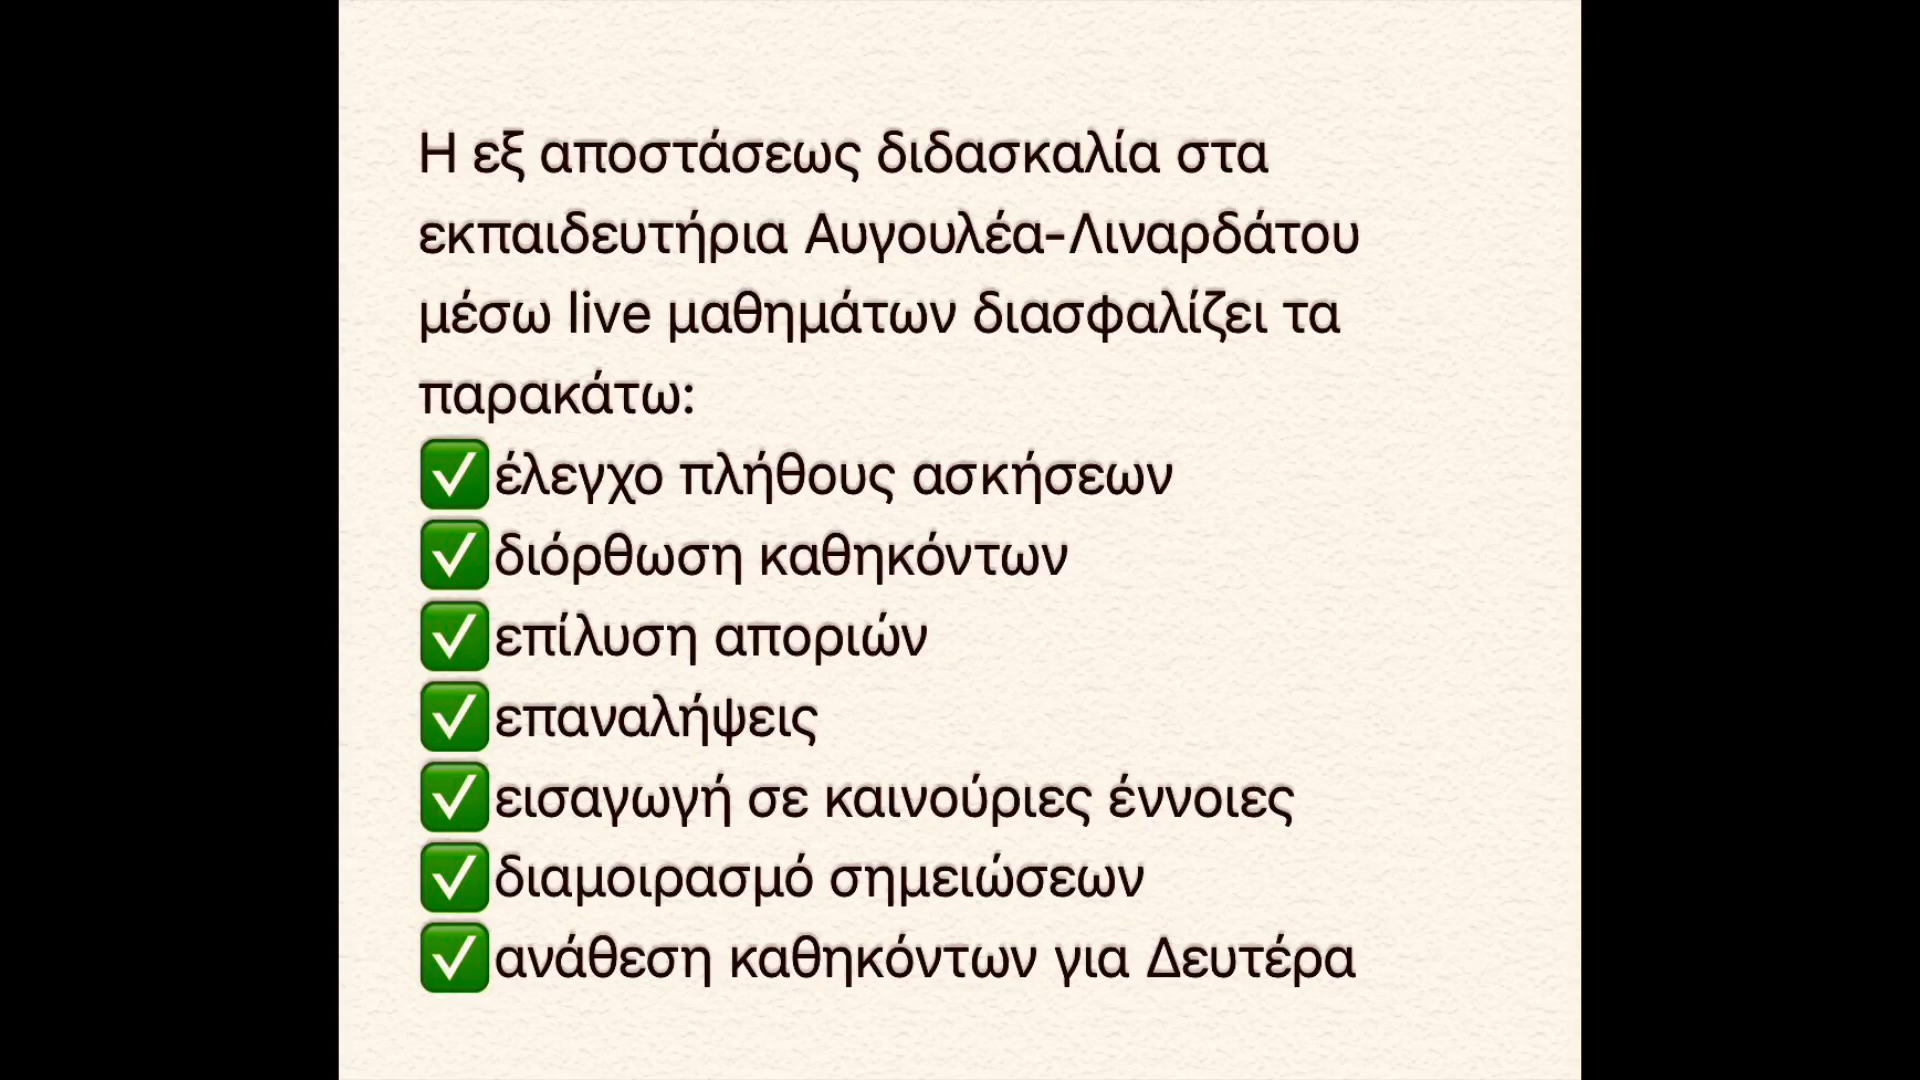 Η εξ αποστάσεως διδασκαλία στα
εκπαιδευτήρια Αυγουλέα-Λιναρδάτου
μέσω live μαθημάτων διασφαλίζει τα
παρακάτω:
✅έλεγχο πλήθους ασκήσεων
✅διόρθωση καθηκόντων
✅επίλυση αποριών
✅επαναλήψεις
✅εισαγωγή σε καινούριες έννοιες
✅διαμοιρασμό σημειώσεων
✅ανάθεση καθηκόντων για Δευτέρα